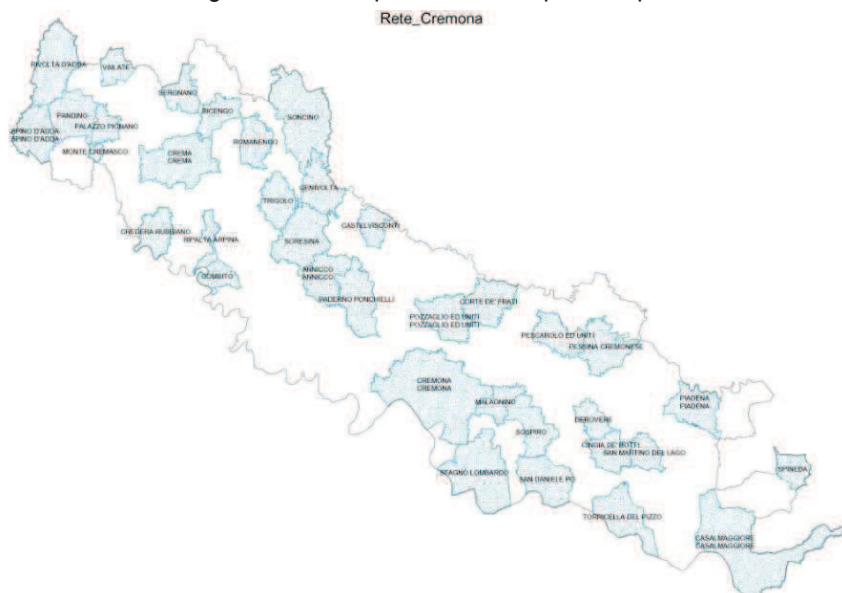 Rete_Cremona
RIVOLTA D'ADDA
VAILATE
SERGNANO
SONCINO
RICENGO
PANDINO
PALAZZO PIGNANO
SPINO D'ADDA
SPINO D'ADDA
ROMANENGO
MONTE CREMASCO
CREMA
CREMA
GENIVOLTA
TRIGOLO
CASTELVISCONTI
CREDERA RUBBIANO
RIPALTA ARPINA
SORESINA
GOMBITO
ANNICCO
ANNICCO
PADERNO PONCHIELLI
CORTE DE' FRATI
POZZAGLIO ED UNITI
POZZAGLIO ED UNITI
PESCAROLO ED UNITI
PESSINA CREMONESE
CREMONA
CREMONA
MALAGNINO
PIADENA
PIADENA
DEROVERE
SOSPIRO
CINGIA DE' BOTTI
SAN MARTINO DEL LAGO
STAGNO LOMBARDO
SAN DANIELE PO
SPINEDA
TORRICELLA DEL PIZZO
CASALMAGGIORE
CASALMAGGIORE